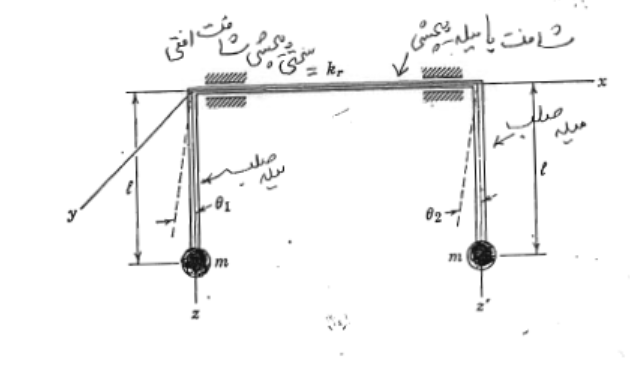 شافت یا میله پیچشی
سختی پیچشی شافت افقی = k_r
x
میله صلب
میله صلب
l
l
y
θ₁
θ₂
m
m
z
z'